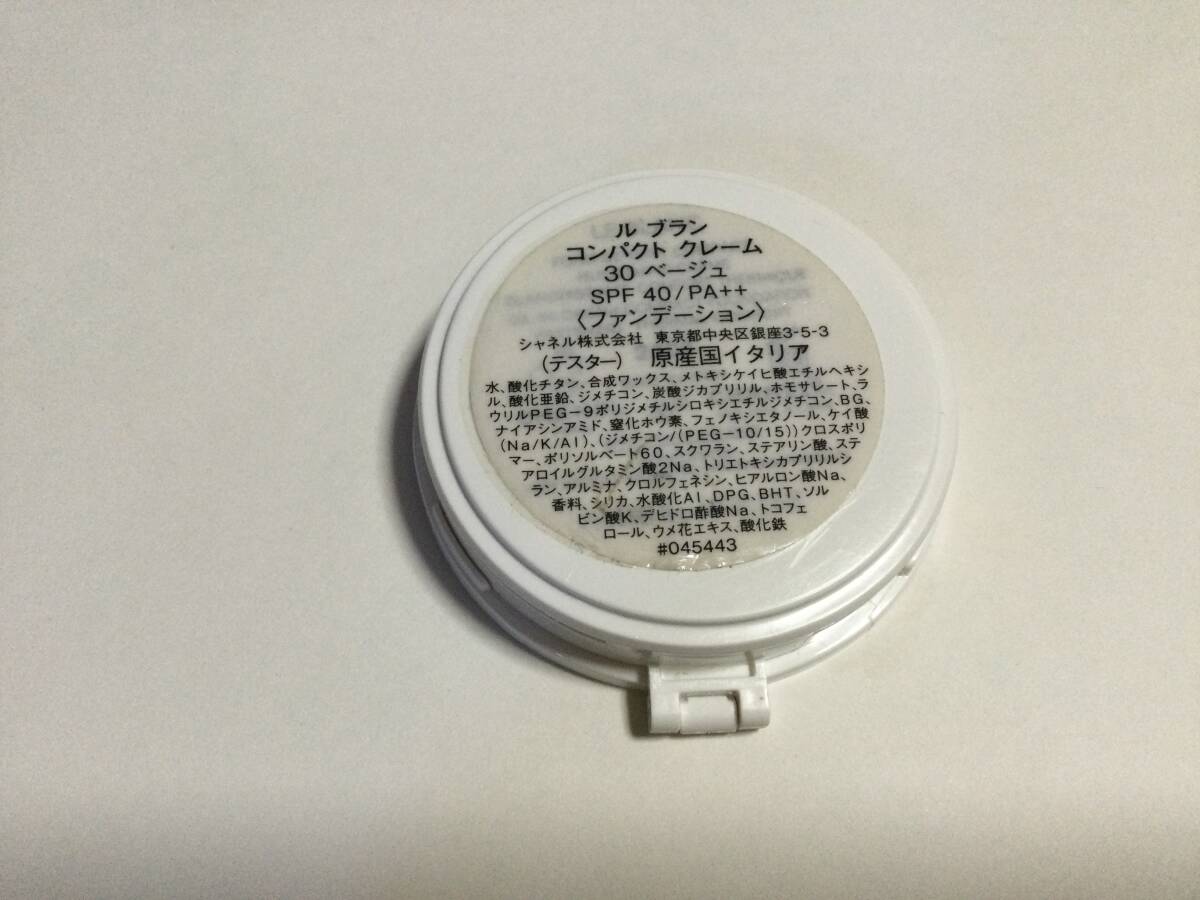 ル ブラン
コンパクト クレーム
30 ベージュ
SPF 40/PA++
〈ファンデーション〉
シャネル株式会社 東京都中央区銀座3-5-3
(テスター) 原産国イタリア
水、酸化チタン、合成ワックス、メトキシケイヒ酸エチルヘキシ
ル、酸化亜鉛、ジメチコン、炭酸ジカプリリル、ホモサレート、ラ
ウリルPEG-9ポリジメチルシロキシエチルジメチコン、BG、
ナイアシンアミド、窒化ホウ素、フェノキシエタノール、ケイ酸
(Na/K/Al)、(ジメチコン/(PEG-10/15))クロスポリ
マー、ポリソルベート60、スクワラン、ステアリン酸、ステ
アロイルグルタミン酸2Na、トリエトキシカプリリルシ
ラン、アルミナ、クロルフェネシン、ヒアルロン酸Na、
香料、シリカ、水酸化Al、DPG、BHT、ソル
ビン酸K、デヒドロ酢酸Na、トコフェ
ロール、ウメ花エキス、酸化鉄
#045443